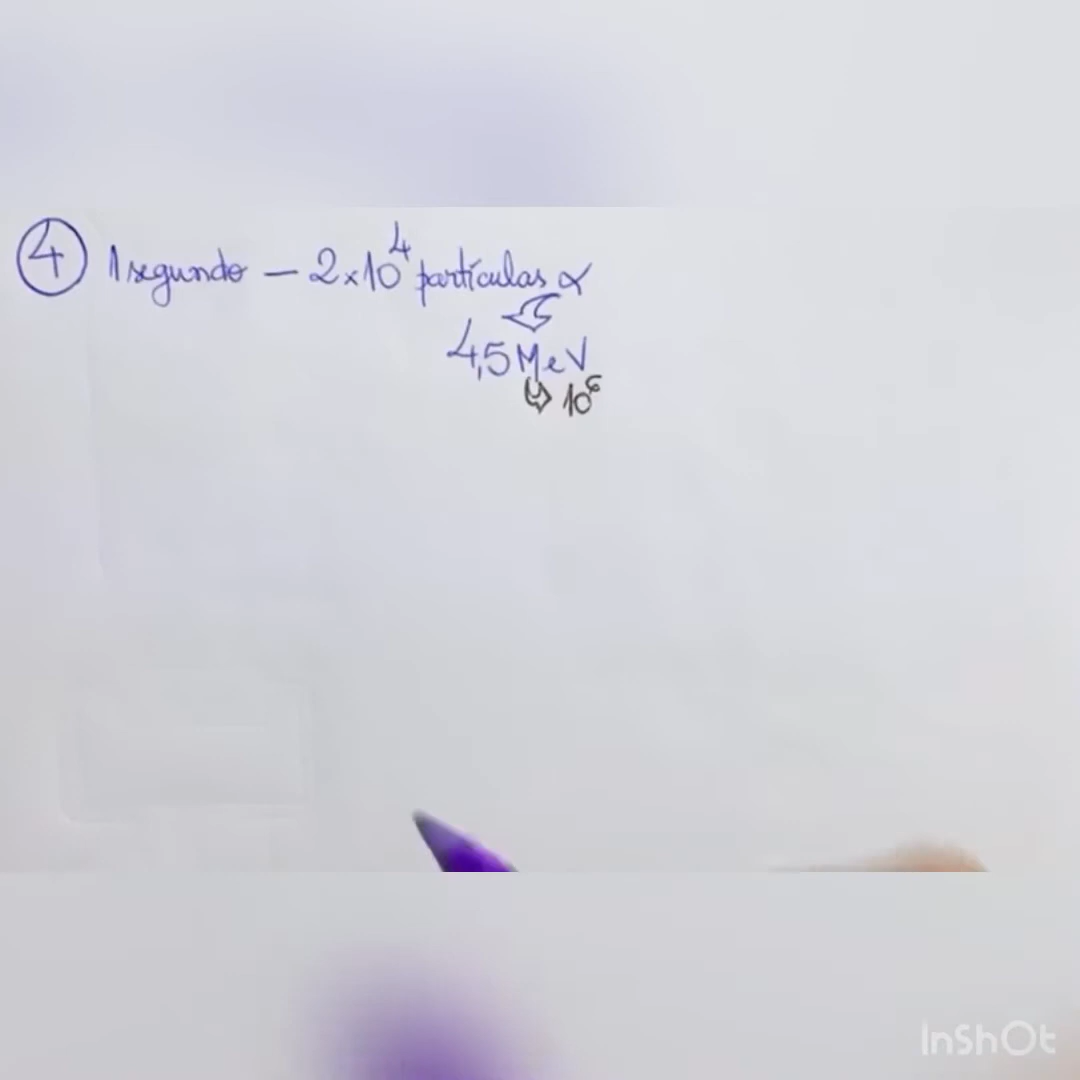 ④ 1 segundo – 2×10⁴ partículas α
4,5 MeV
10⁶
InShOt